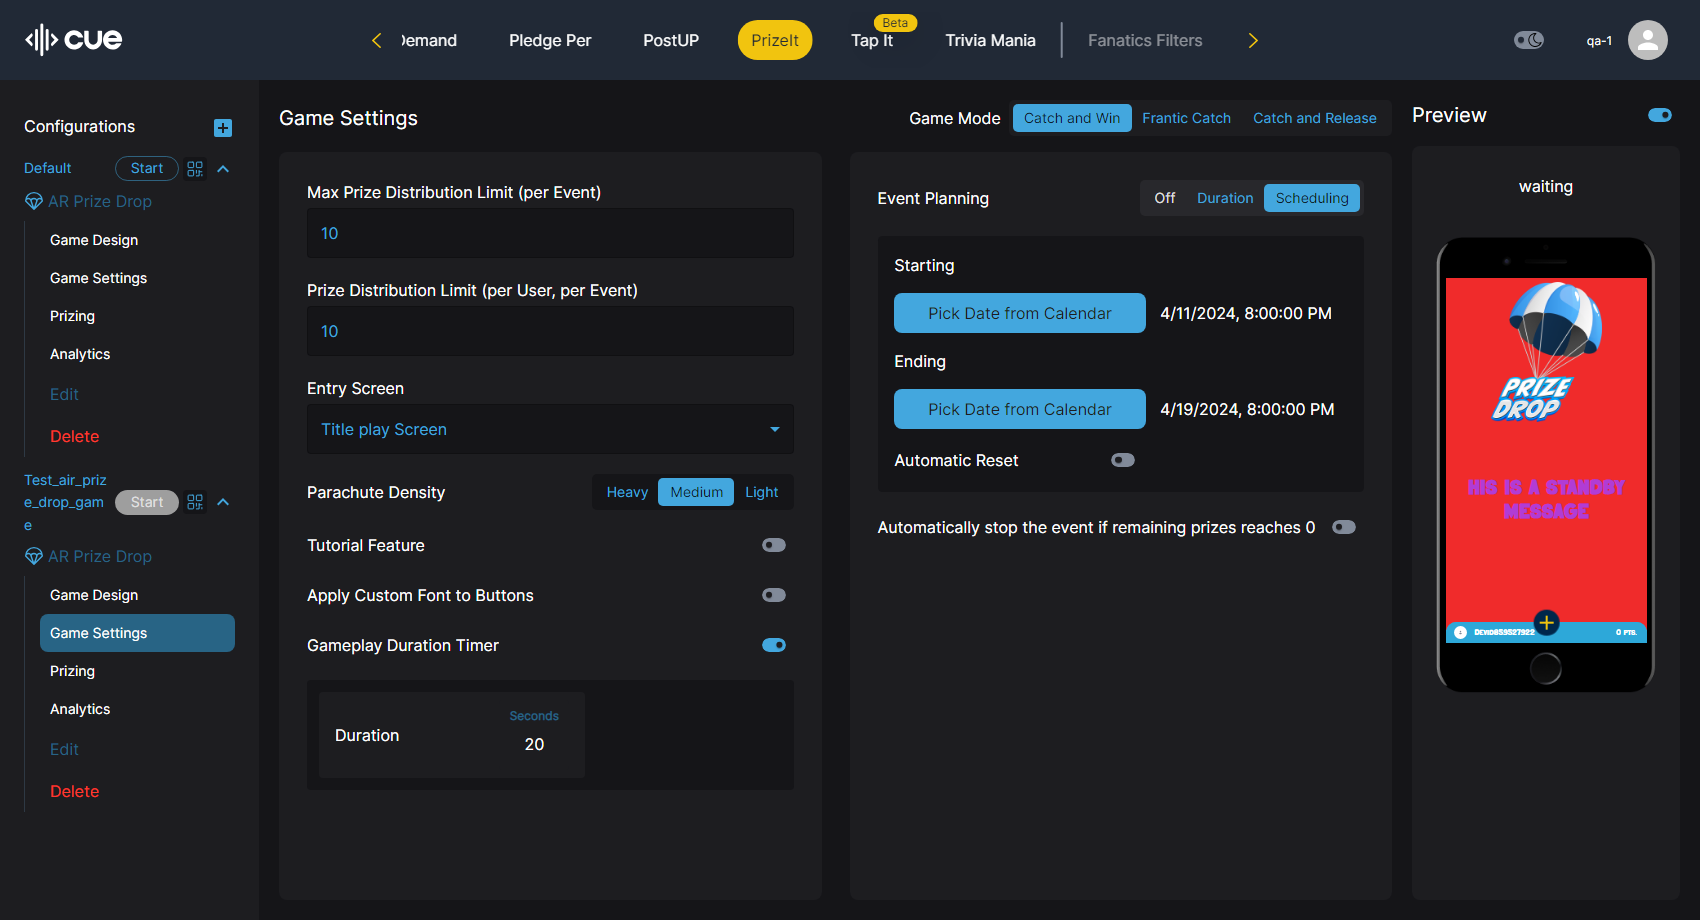 cue
Demand
Pledge Per
PostUP
PrizeIt
Beta
Tap It
Trivia Mania
Fanatics Filters
qa-1
Configurations
Default
Start
AR Prize Drop
Game Design
Game Settings
Pricing
Analytics
Edit
Delete
Test_air_priz
e_drop_gam
e
Start
AR Prize Drop
Game Design
Game Settings
Prizing
Analytics
Edit
Delete
Game Settings
Game Mode
Catch and Win
Frantic Catch
Catch and Release
Max Prize Distribution Limit (per Event)
10
Prize Distribution Limit (per User, per Event)
10
Entry Screen
Title play Screen
Parachute Density
Heavy
Medium
Light
Tutorial Feature
Apply Custom Font to Buttons
Gameplay Duration Timer
Duration
Seconds
20
Event Planning
Off
Duration
Scheduling
Starting
Pick Date from Calendar
4/11/2024, 8:00:00 PM
Ending
Pick Date from Calendar
4/19/2024, 8:00:00 PM
Automatic Reset
Automatically stop the event if remaining prizes reaches 0
Preview
waiting
PRIZE
DROP
HIS IS A STANDBY
MESSAGE
Devid659527922
0 pts.